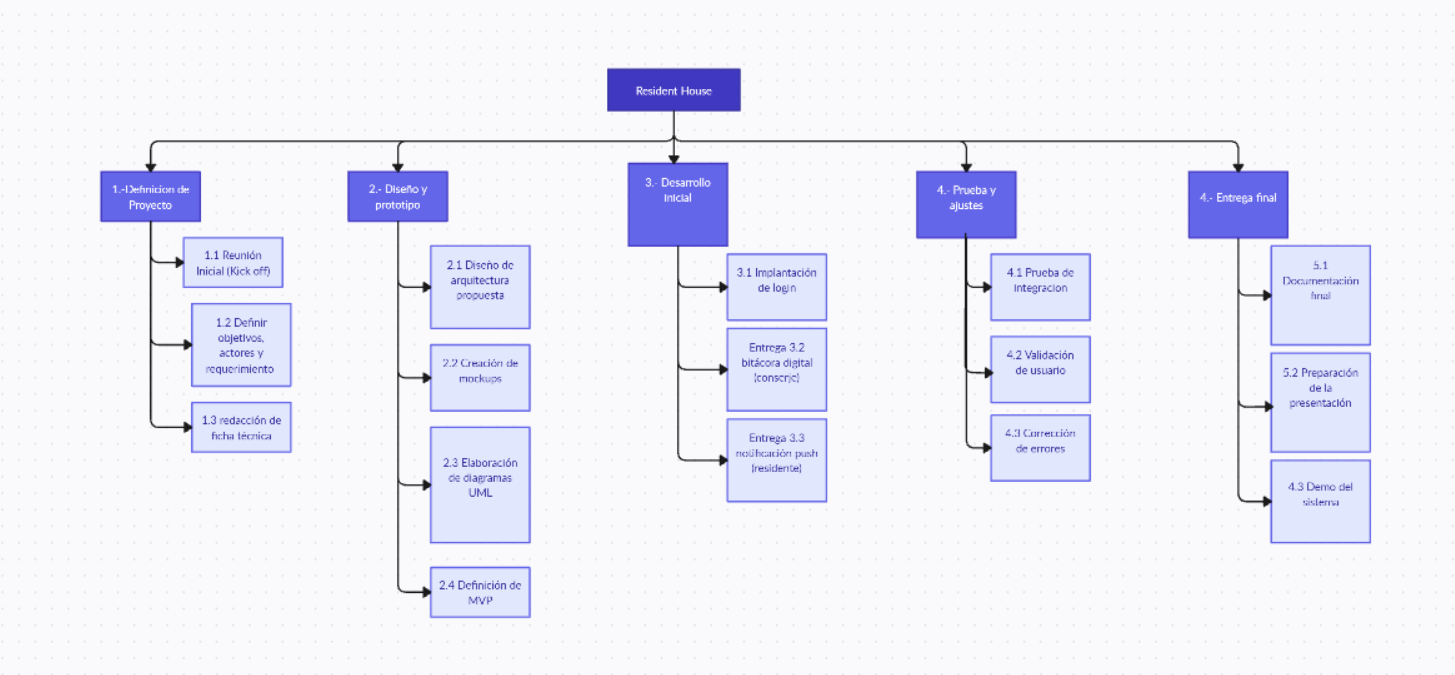 Resident House
1.-Definicion de
Proyecto
1.1 Reunión
Inicial (Kick off)
1.2 Definir
objetivos,
actores y
requerimiento
1.3 redacción de
ficha técnica
2.- Diseño y
prototipo
2.1 Diseño de
arquitectura
propuesta
2.2 Creación de
mockups
2.3 Elaboración
de diagramas
UML
2.4 Definición de
MVP
3.- Desarrollo
Inicial
3.1 Implantación
de login
Entrega 3.2
bitácora digital
(conserje)
Entrega 3.3
notificación push
(residente)
4.- Prueba y
ajustes
4.1 Prueba de
integracion
4.2 Validación
de usuario
4.3 Corrección
de errores
4.- Entrega final
5.1
Documentación
final
5.2 Preparación
de la
presentación
4.3 Demo del
sistema